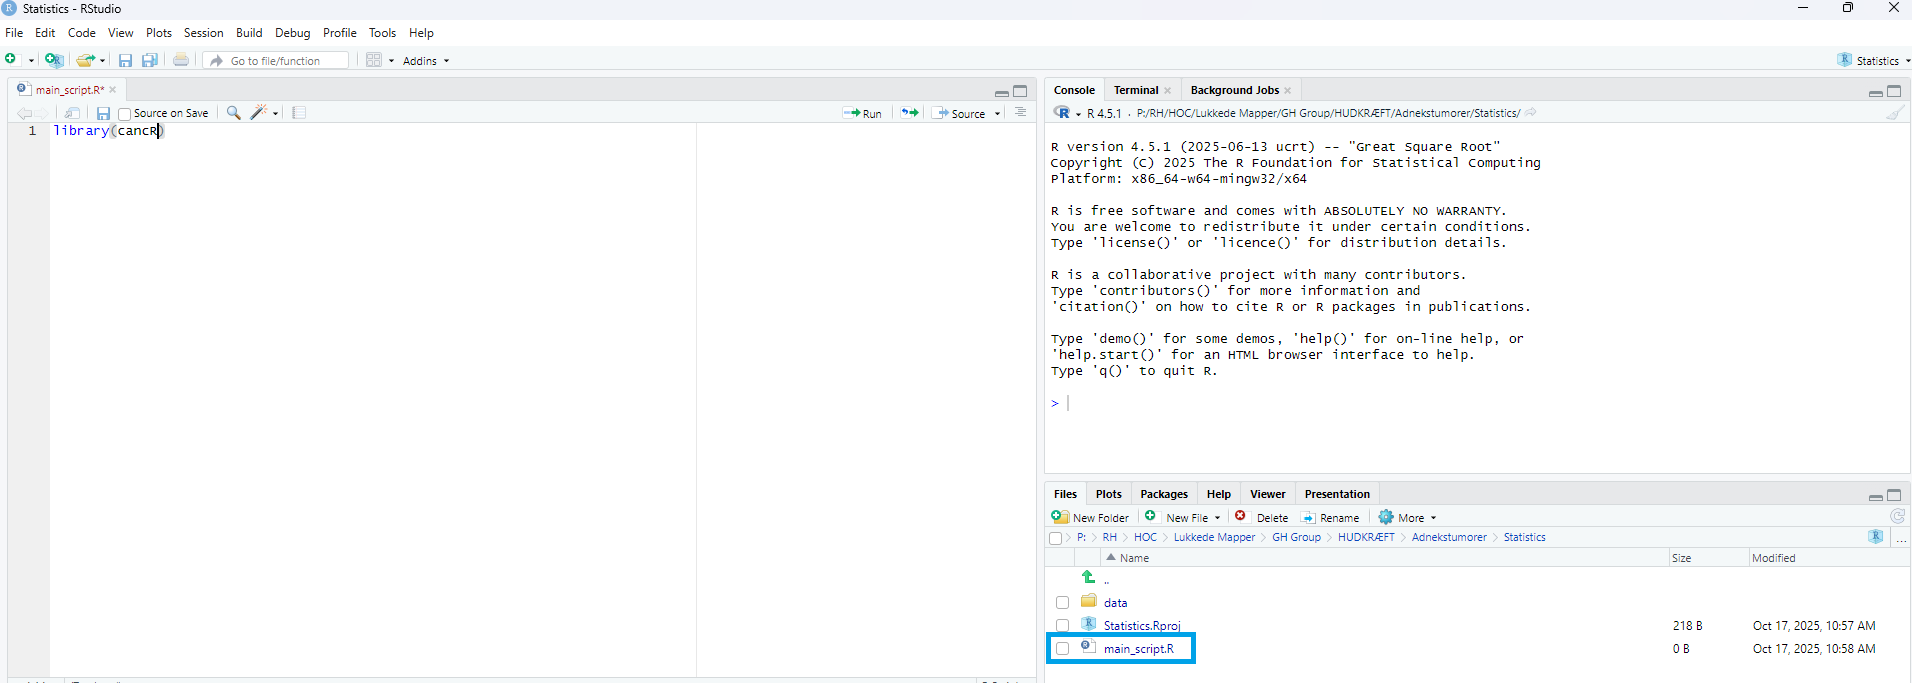 Statistics - RStudio
File Edit Code View Plots Session Build Debug Profile Tools Help
Go to file/function Addins Statistics
main_script.R*
Source on Save Run Source
1 library(cancR)
Console Terminal Background Jobs
R 4.5.1 · P:/RH/HOC/Lukkede Mapper/GH Group/HUDKRÆFT/Adnekstumorer/Statistics/
R version 4.5.1 (2025-06-13 ucrt) -- "Great Square Root"
Copyright (C) 2025 The R Foundation for Statistical Computing
Platform: x86_64-w64-mingw32/x64
R is free software and comes with ABSOLUTELY NO WARRANTY.
You are welcome to redistribute it under certain conditions.
Type 'license()' or 'licence()' for distribution details.
R is a collaborative project with many contributors.
Type 'contributors()' for more information and
'citation()' on how to cite R or R packages in publications.
Type 'demo()' for some demos, 'help()' for on-line help, or
'help.start()' for an HTML browser interface to help.
Type 'q()' to quit R.
>
Files Plots Packages Help Viewer Presentation
New Folder New File Delete Rename More
P: RH HOC Lukkede Mapper GH Group HUDKRÆFT Adnekstumorer Statistics ...
Name Size Modified
..
data
Statistics.Rproj 218 B Oct 17, 2025, 10:57 AM
main_script.R 0 B Oct 17, 2025, 10:58 AM